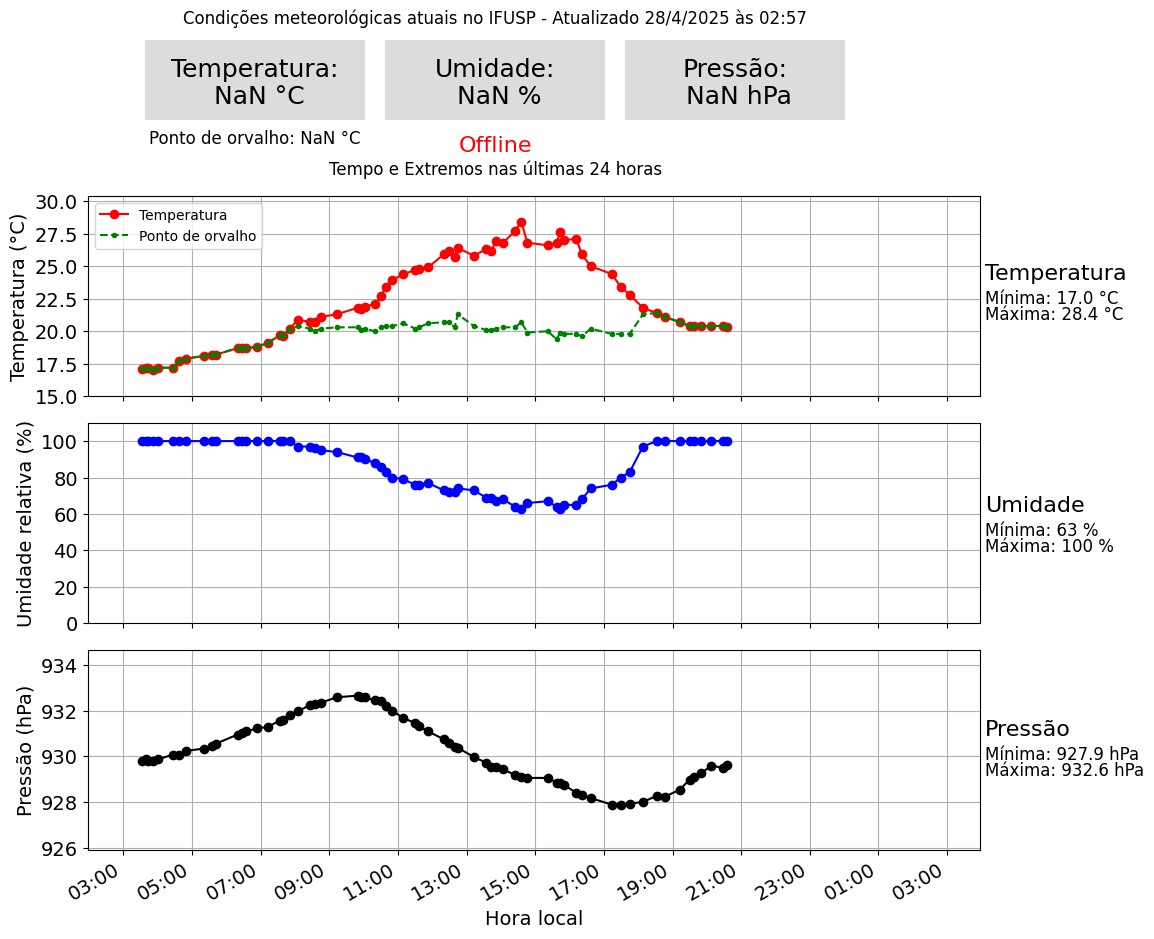 Condições meteorológicas atuais no IFUSP - Atualizado 28/4/2025 às 02:57
Temperatura:
NaN °C
Umidade:
NaN %
Pressão:
NaN hPa
Ponto de orvalho: NaN °C
Offline
Tempo e Extremos nas últimas 24 horas
Temperatura (°C)
30.0
27.5
25.0
22.5
20.0
17.5
15.0
Temperatura
Ponto de orvalho
Temperatura
Mínima: 17.0 °C
Máxima: 28.4 °C
Umidade relativa (%)
100
80
60
40
20
0
Umidade
Mínima: 63 %
Máxima: 100 %
Pressão (hPa)
934
932
930
928
926
Pressão
Mínima: 927.9 hPa
Máxima: 932.6 hPa
03:00
05:00
07:00
09:00
11:00
13:00
15:00
17:00
19:00
21:00
23:00
01:00
03:00
Hora local